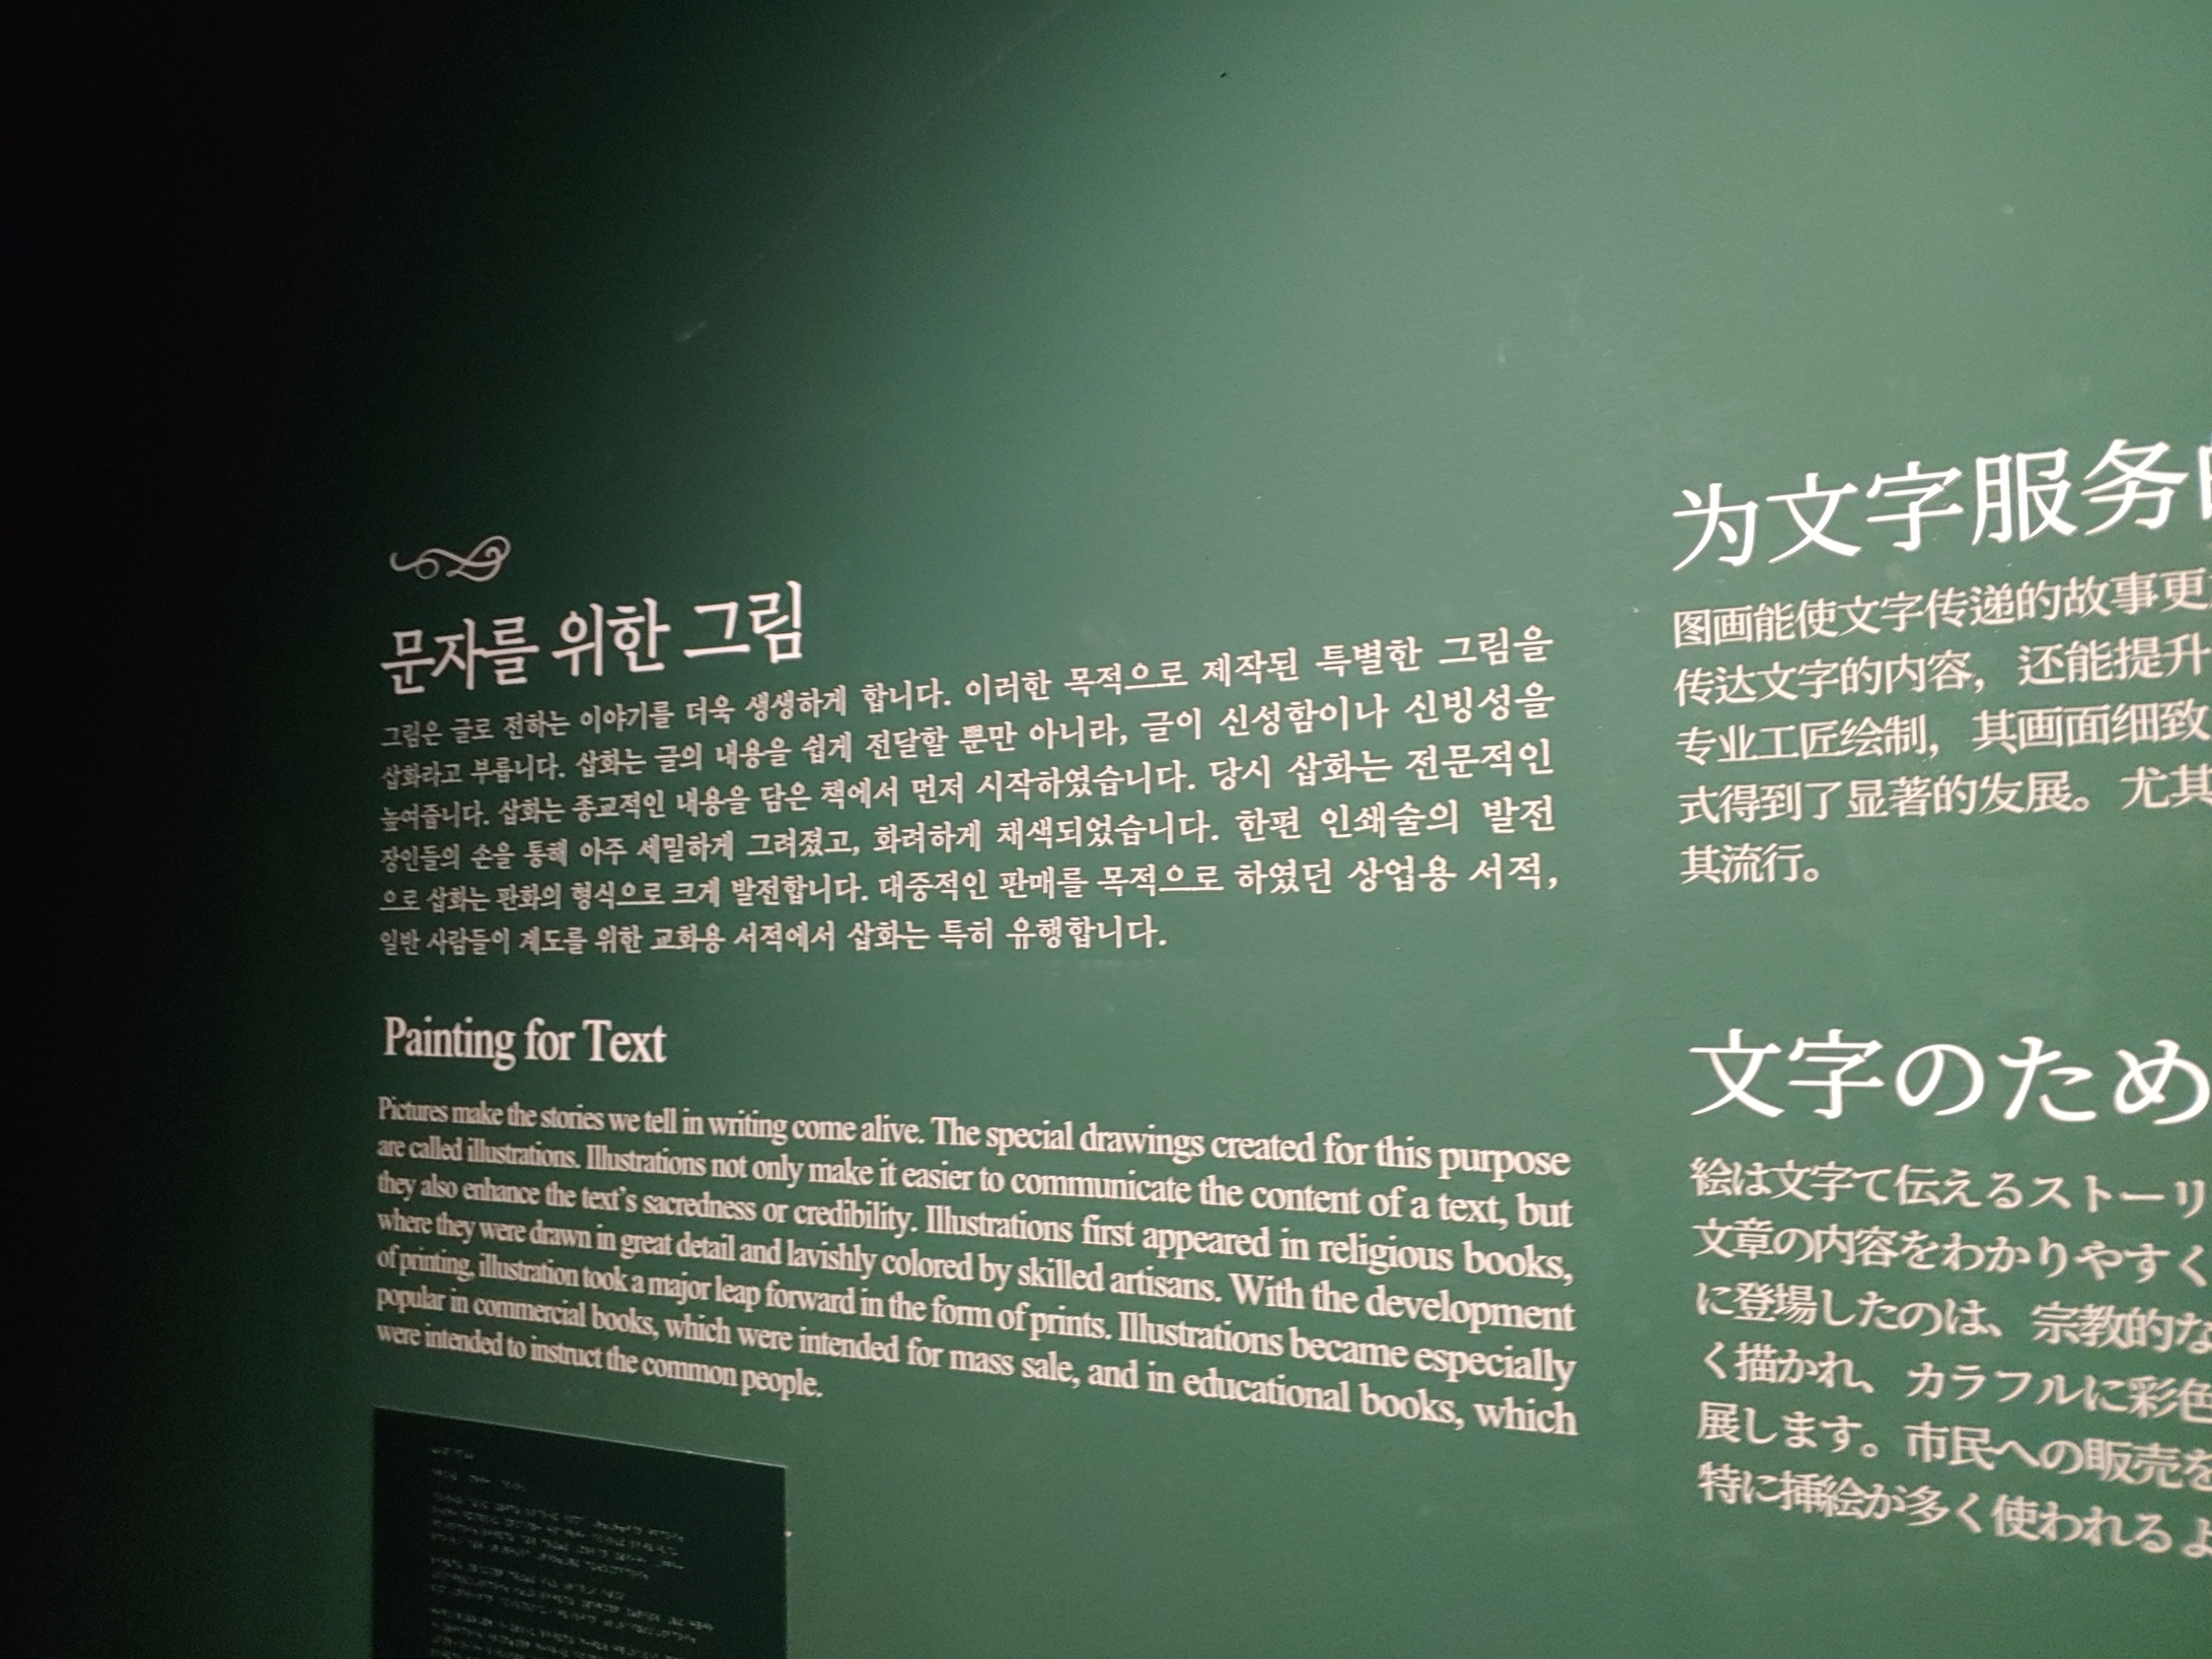 문자를 위한 그림
그림은 글로 전하는 이야기를 더욱 생생하게 합니다. 이러한 목적으로 제작된 특별한 그림을
삽화라고 부릅니다. 삽화는 글의 내용을 쉽게 전달할 뿐만 아니라, 글이 신성함이나 신빙성을
높여줍니다. 삽화는 종교적인 내용을 담은 책에서 먼저 시작하였습니다. 당시 삽화는 전문적인
장인들의 손을 통해 아주 세밀하게 그려졌고, 화려하게 채색되었습니다. 한편 인쇄술의 발전
으로 삽화는 판화의 형식으로 크게 발전합니다. 대중적인 판매를 목적으로 하였던 상업용 서적,
일반 사람들이 계도를 위한 교화용 서적에서 삽화는 특히 유행합니다.
Painting for Text
Pictures make the stories we tell in writing come alive. The special drawings created for this purpose
are called illustrations. Illustrations not only make it easier to communicate the content of a text, but
they also enhance the text’s sacredness or credibility. Illustrations first appeared in religious books,
where they were drawn in great detail and lavishly colored by skilled artisans. With the development
of printing, illustration took a major leap forward in the form of prints. Illustrations became especially
popular in commercial books, which were intended for mass sale, and in educational books, which
were intended to instruct the common people.
为文字服务
图画能使文字传递的故事更
传达文字的内容，还能提升
专业工匠绘制，其画面细致
式得到了显著的发展。尤其
其流行。
文字のため
絵は文字て伝えるストーリ
文章の内容をわかりやすく
に登場したのは、宗教的な
く描かれ、カラフルに彩色
展します。市民への販売を
特に挿絵が多く使われるよ